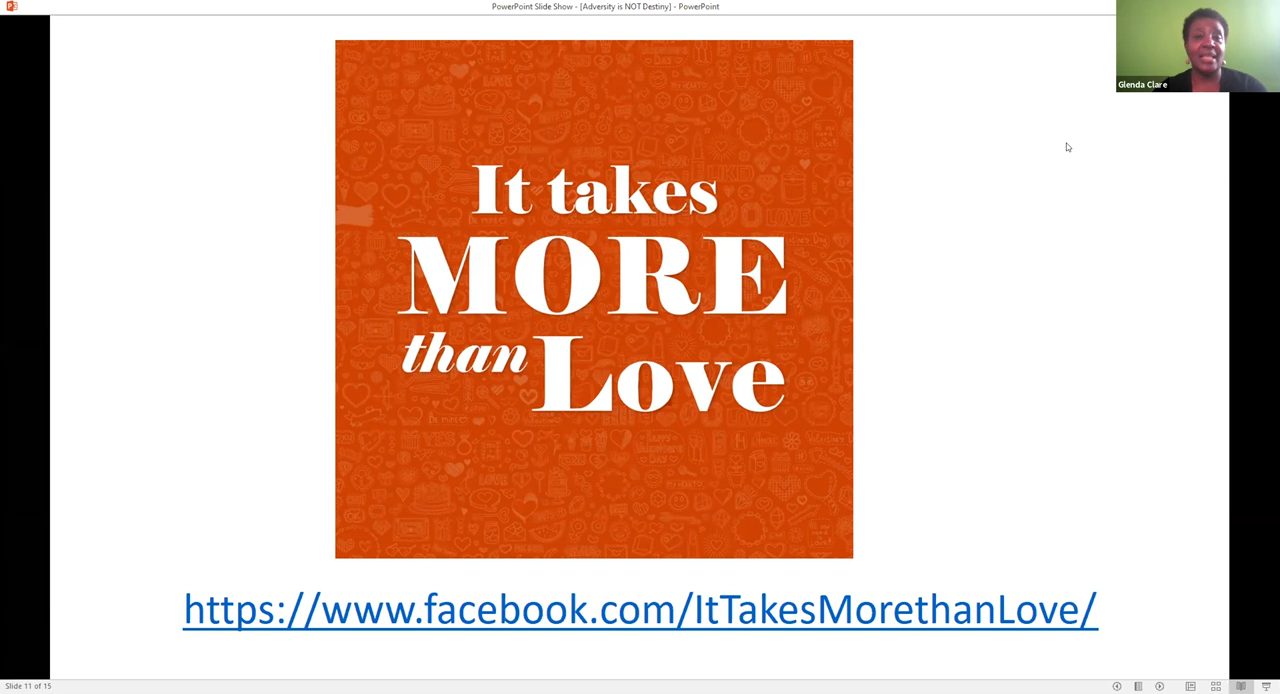 PowerPoint Slide Show - [Adversity is NOT Destiny] - PowerPoint
Glenda Clare
It takes
MORE
than Love
https://www.facebook.com/ItTakesMorethanLove/
Slide 11 of 15